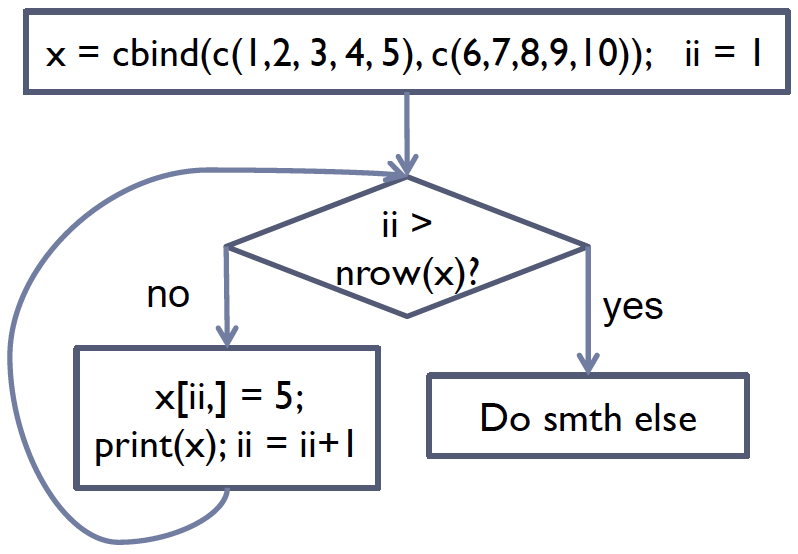 x = cbind(c(1,2, 3, 4, 5), c(6,7,8,9,10)); ii = 1
ii >
nrow(x)?
no
yes
x[ii,] = 5;
print(x); ii = ii+1
Do smth else